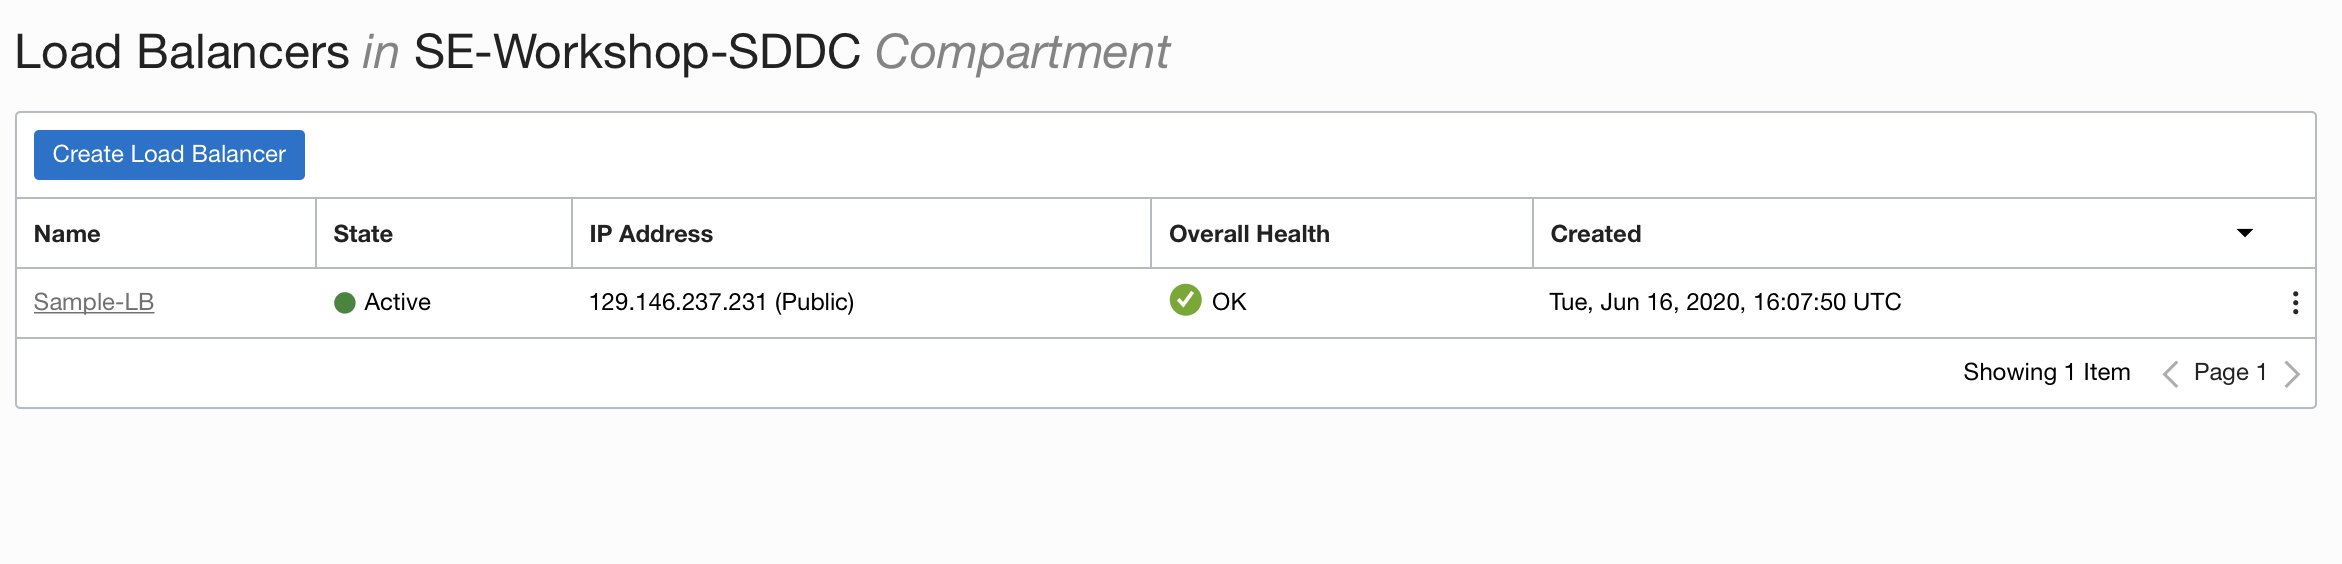 Load Balancers in SE-Workshop-SDDC Compartment
Create Load Balancer
Name State IP Address Overall Health Created
Sample-LB Active 129.146.237.231 (Public) OK Tue, Jun 16, 2020, 16:07:50 UTC
Showing 1 Item Page 1